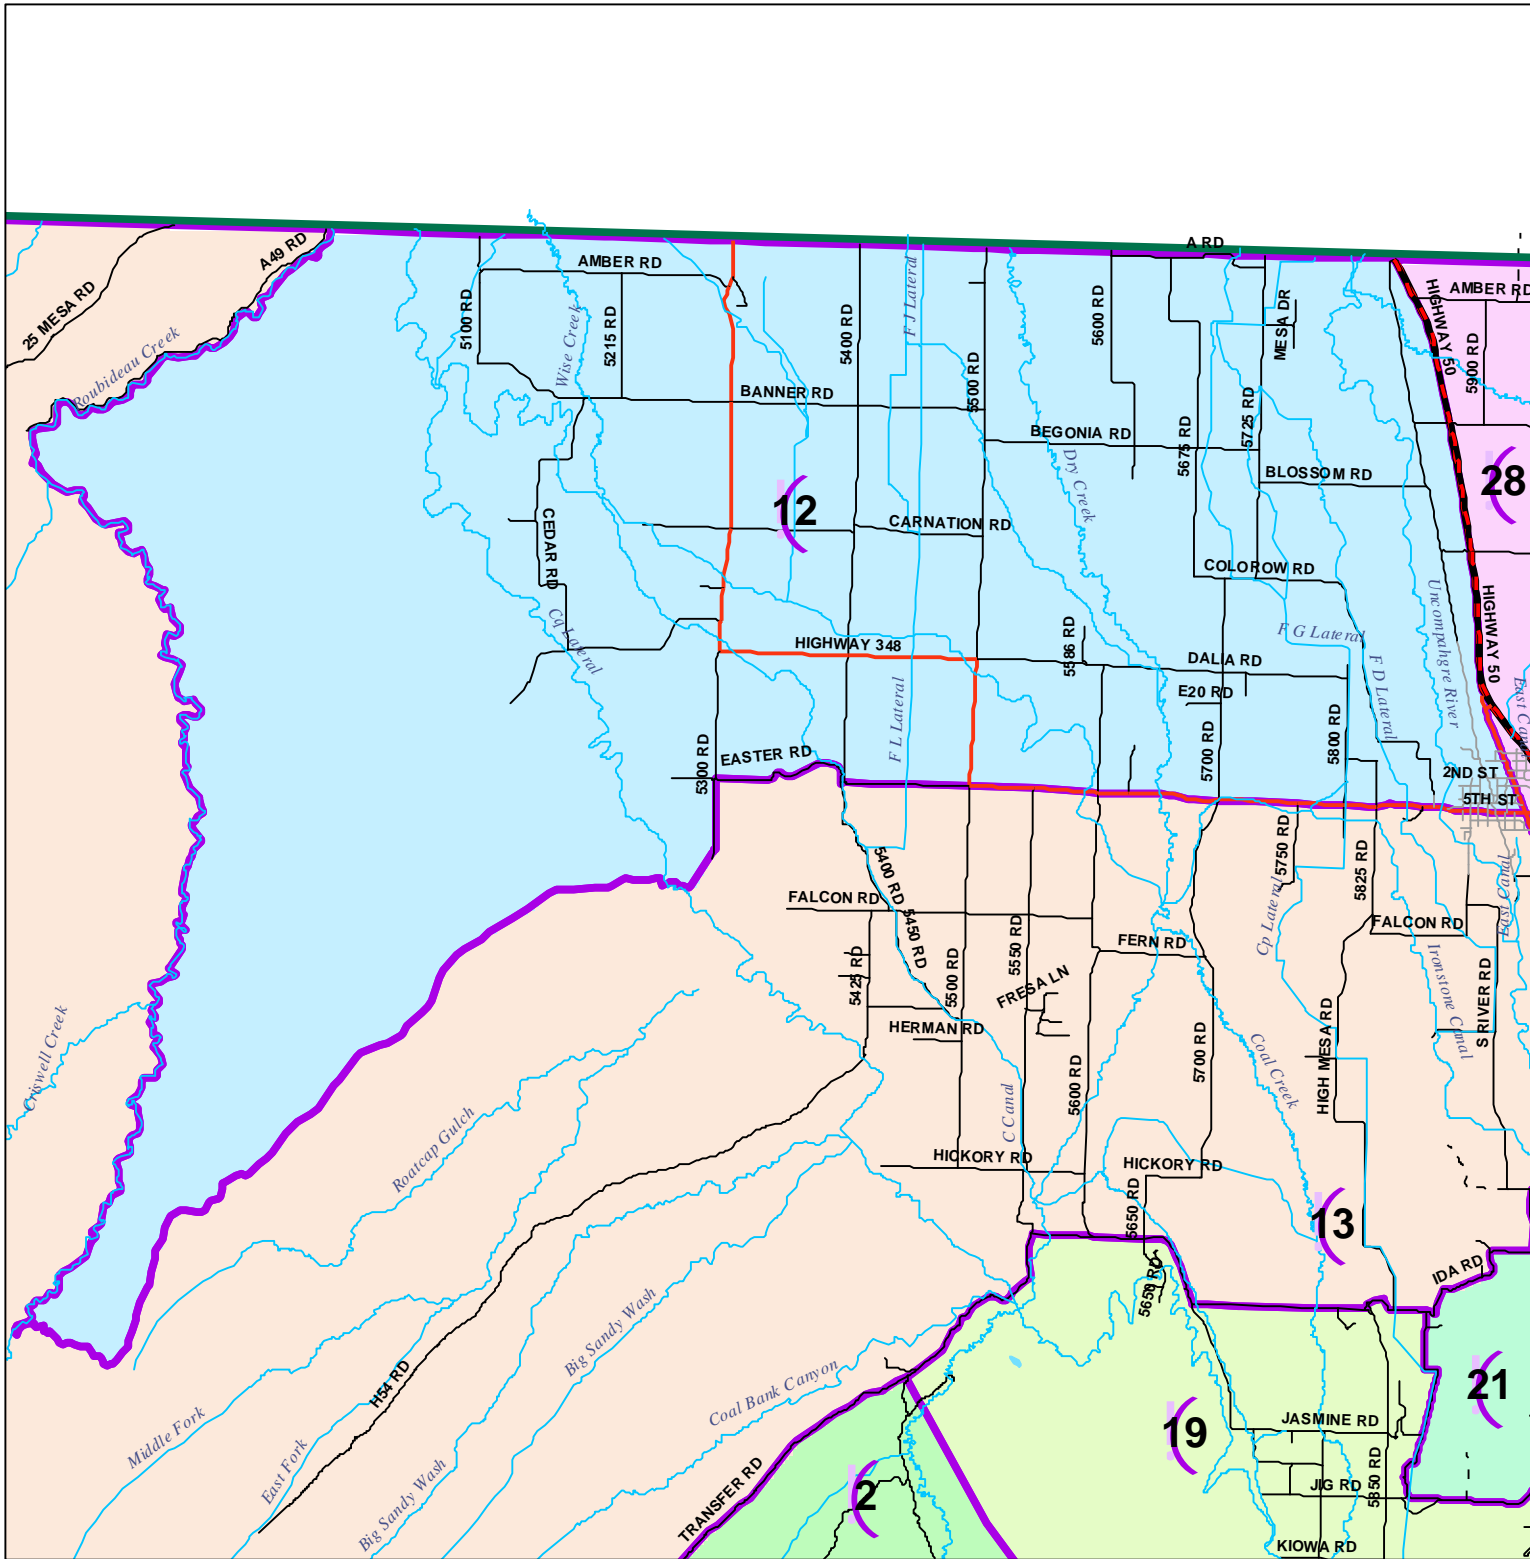 A RD
A49 RD
AMBER RD
25 MESA RD
Roubideau Creek
5100 RD
Wise Creek
5215 RD
5400 RD
F J Lateral
5500 RD
5600 RD
MESA DR
HIGHWAY 50
AMBER RD
5900 RD
BANNER RD
BEGONIA RD
5675 RD
5725 RD
BLOSSOM RD
Dry Creek
28
12
CARNATION RD
CEDAR RD
COLOROW RD
Cq Lateral
Uncompahgre River
HIGHWAY 50
HIGHWAY 348
5586 RD
F G Lateral
DALIA RD
F D Lateral
E20 RD
F L Lateral
East Canal
5300 RD
EASTER RD
5700 RD
5800 RD
2ND ST
5TH ST
5400 RD
5750 RD
5825 RD
FALCON RD
5450 RD
East Canal
FALCON RD
Cp Lateral
FERN RD
5550 RD
5425 RD
5500 RD
FRESA LN
Ironstone Canal
S RIVER RD
HERMAN RD
HIGH MESA RD
5700 RD
5600 RD
Coal Creek
Criswell Creek
C Canal
Roatcap Gulch
HICKORY RD
HICKORY RD
5650 RD
13
IDA RD
5650 RD
Big Sandy Wash
H54 RD
Coal Bank Canyon
21
Middle Fork
East Fork
JASMINE RD
19
5850 RD
Big Sandy Wash
TRANSFER RD
2
JIG RD
KIOWA RD